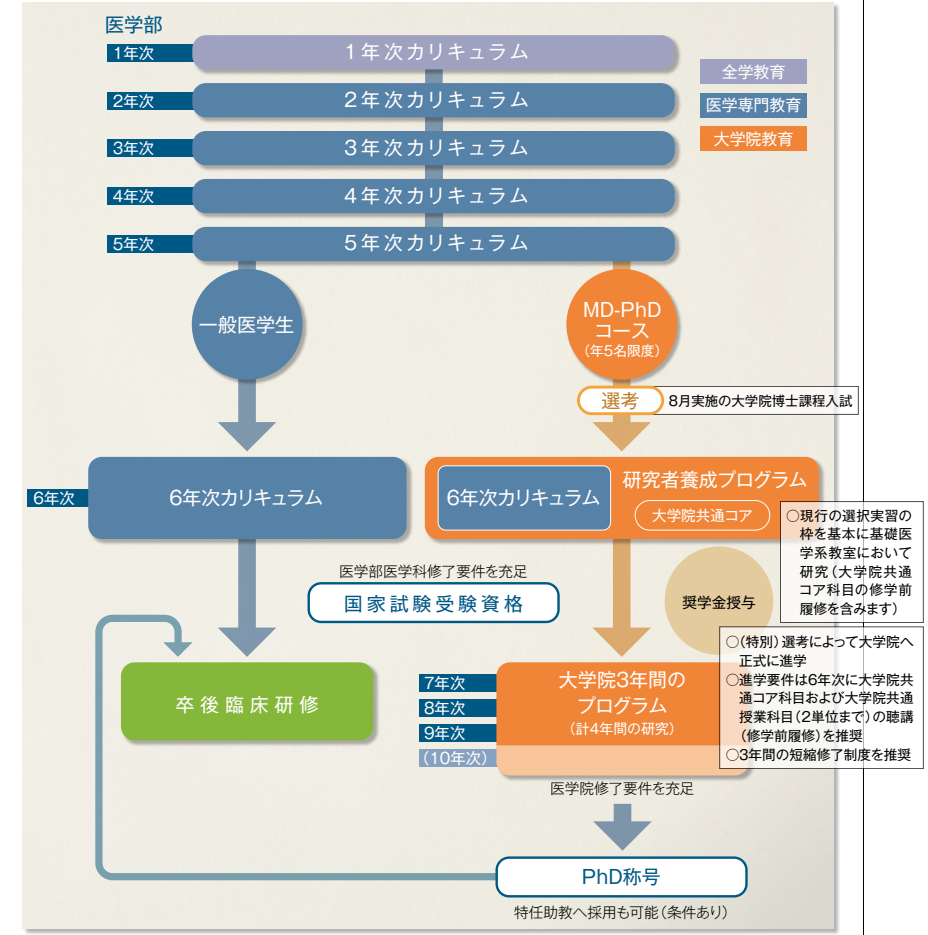 医学部
1年次
1年次カリキュラム
全学教育
2年次
2年次カリキュラム
医学専門教育
3年次
3年次カリキュラム
大学院教育
4年次
4年次カリキュラム
5年次
5年次カリキュラム
一般医学生
MD-PhD
コース
(年5名限度)
選考
8月実施の大学院博士課程入試
6年次
6年次カリキュラム
6年次カリキュラム
研究者養成プログラム
大学院共通コア
○現行の選択実習の
枠を基本に基礎医
学系教室において
研究(大学院共通
コア科目の修学前
履修を含みます)
医学部医学科修了要件を充足
国家試験受験資格
奨学金授与
○(特別)選考によって大学院へ
正式に進学
○進学要件は6年次に大学院共
通コア科目および大学院共通
授業科目(2単位まで)の聴講
(修学前履修)を推奨
○3年間の短縮修了制度を推奨
卒後臨床研修
7年次
8年次
9年次
(10年次)
大学院3年間の
プログラム
(計4年間の研究)
医学院修了要件を充足
PhD称号
特任助教へ採用も可能(条件あり)